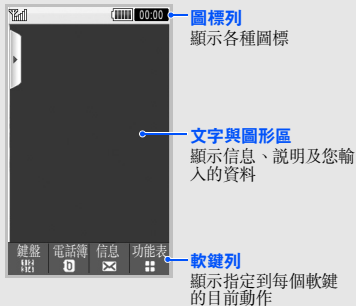 00:00
圖標列
顯示各種圖標
文字與圖形區
顯示信息、説明及您輸
入的資料
鍵盤 電話簿 信息 功能表
軟鍵列
顯示指定到每個軟鍵
的目前動作